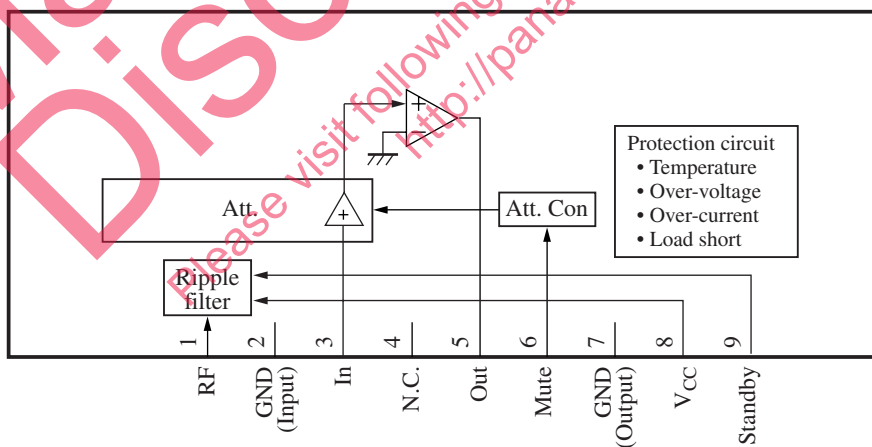 Disc
Please visit following
http://pana
+
−
Protection circuit
• Temperature
• Over-voltage
• Over-current
• Load short
Att.
+
Att. Con
Ripple
filter
1
2
3
4
5
6
7
8
9
RF
GND
(Input)
In
N.C.
Out
Mute
GND
(Output)
VCC
Standby